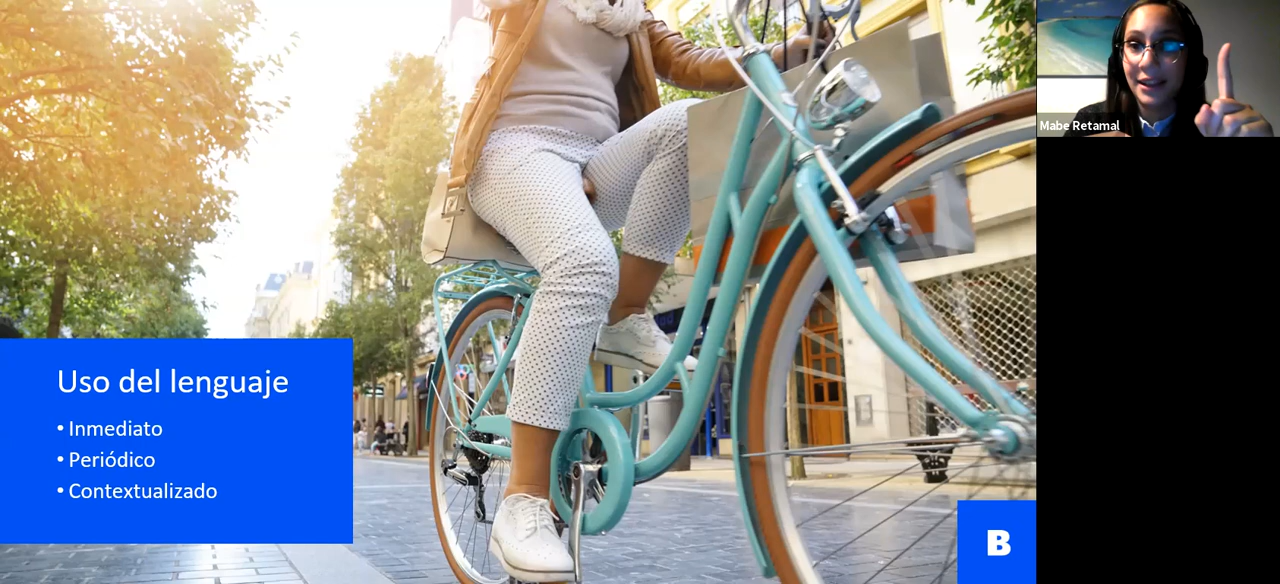 Mabe Retamal
Uso del lenguaje
• Inmediato
• Periódico
• Contextualizado
B